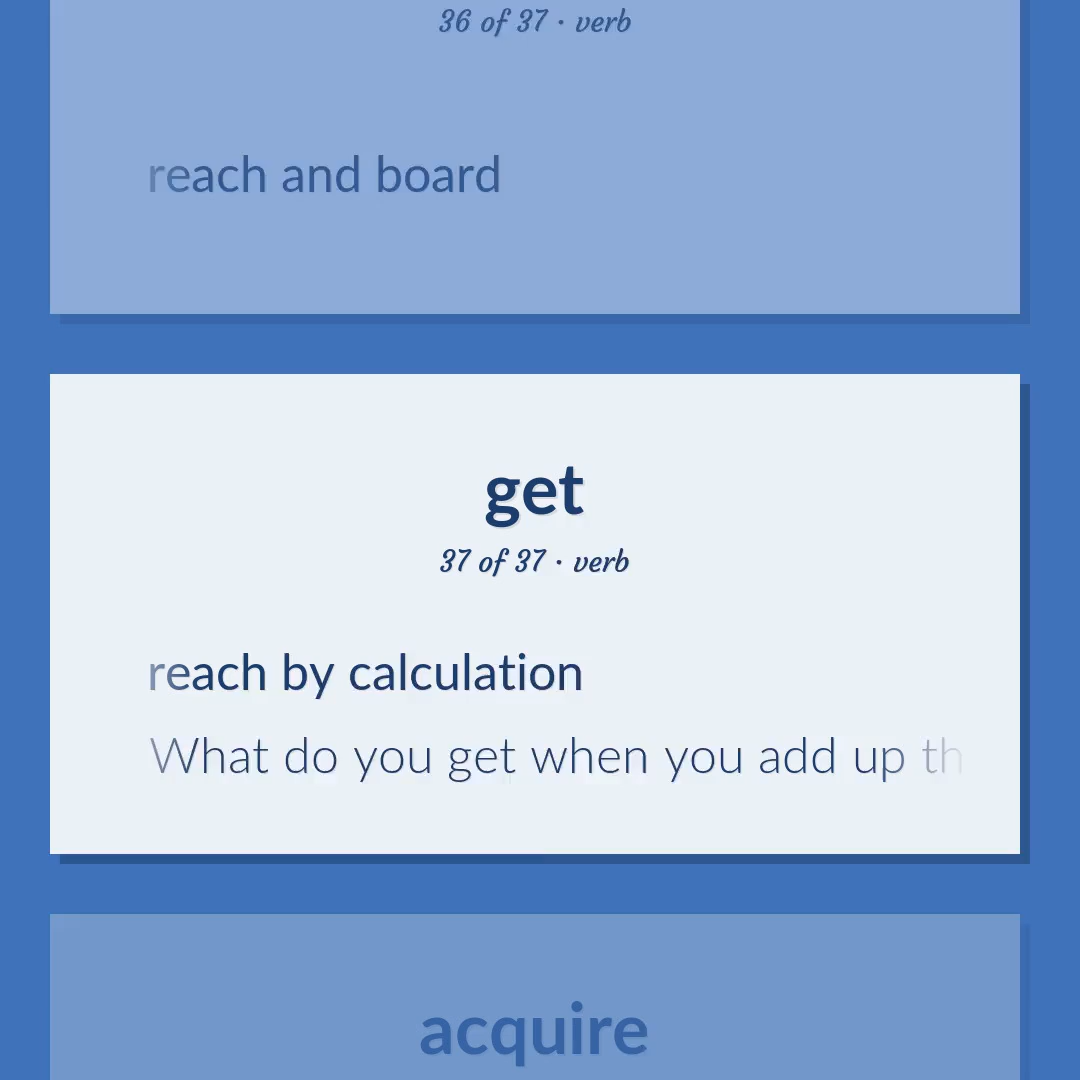 36 of 37 · verb
reach and board
get
37 of 37 · verb
reach by calculation
What do you get when you add up th
acquire